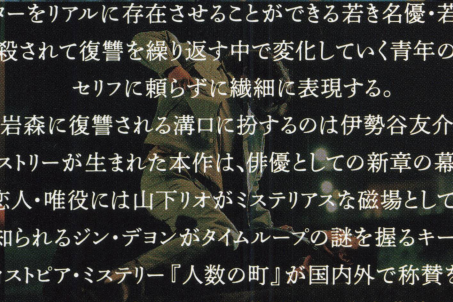 ターをリアルに存在させることができる若き名優・若
殺されて復讐を繰り返す中で変化していく青年の
セリフに頼らずに繊細に表現する。
岩森に復讐される溝口に扮するのは伊勢谷友介
ストリーが生まれた本作は、俳優としての新章の幕
恋人・唯役には山下リオがミステリアスな磁場として
知られるジン・デヨンがタイムループの謎を握るキー
ィストピア・ミステリー『人数の町』が国内外で称賛を